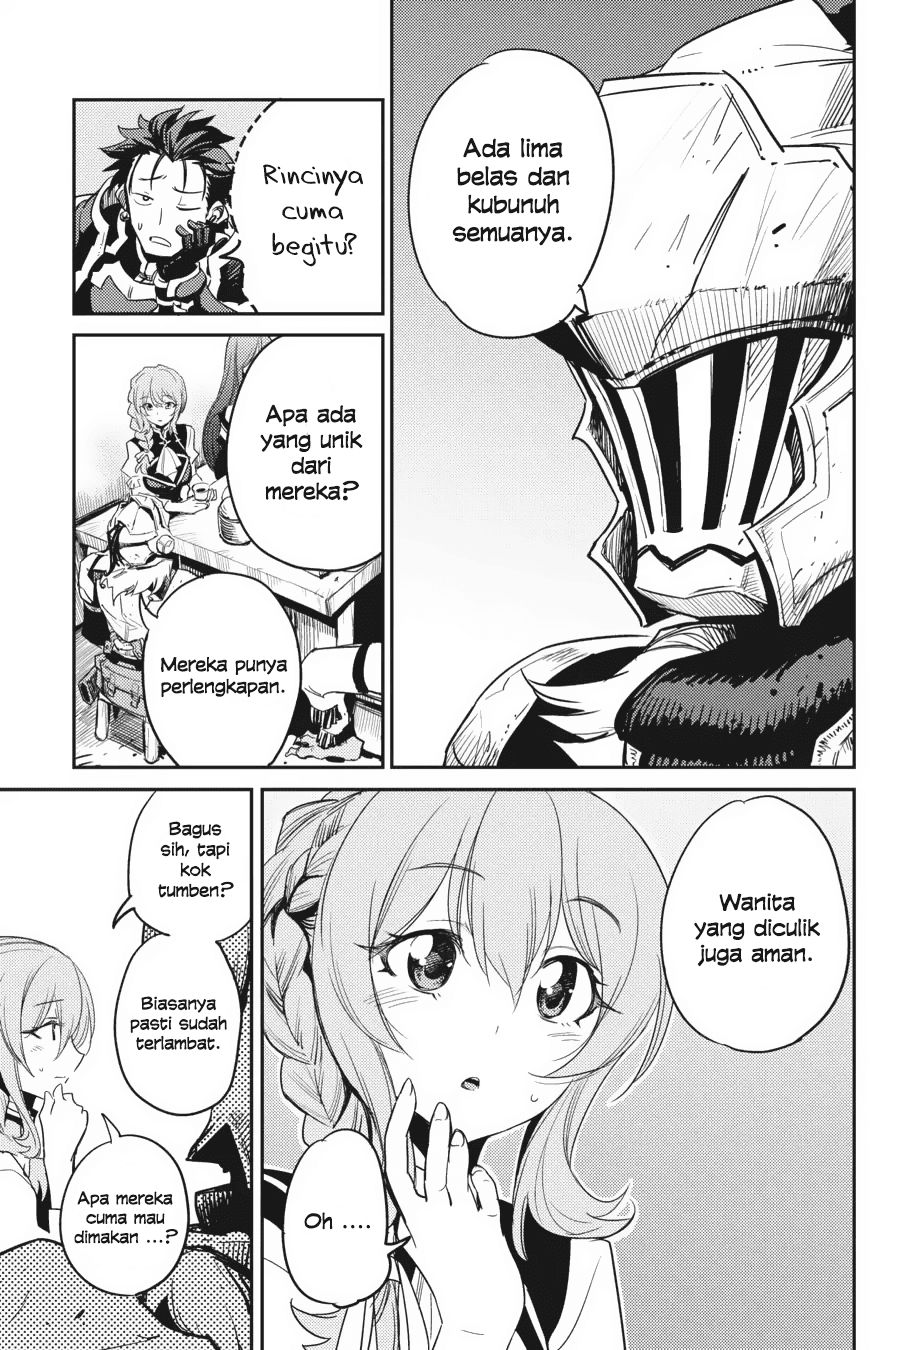 Ada lima
belas dan
kubunuh
semuanya.
Rincinya
cuma
begitu?
Apa ada
yang unik
dari
mereka?
Mereka punya
perlengkapan.
Wanita
yang diculik
juga aman.
Oh ....
Bagus
sih, tapi
kok
tumben?
Biasanya
pasti sudah
terlambat.
Apa mereka
cuma mau
dimakan ...?